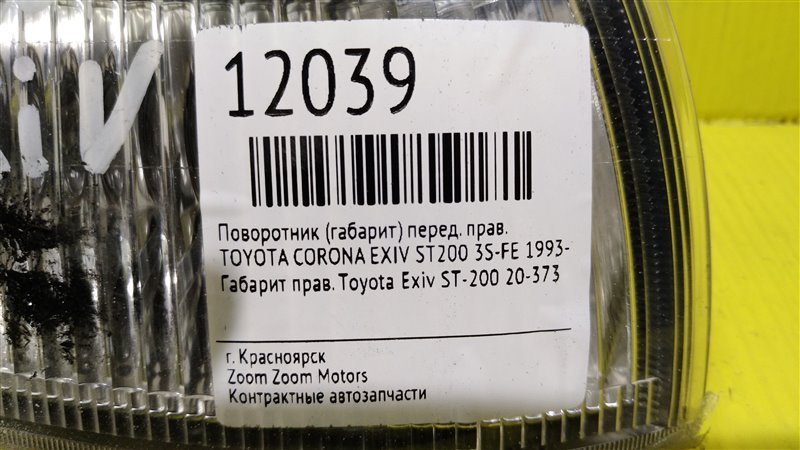 12039
Поворотник (габарит) перед. прав.
TOYOTA CORONA EXIV ST200 3S-FE 1993-
Габарит прав. Toyota Exiv ST-200 20-373
г. Красноярск
Zoom Zoom Motors
Контрактные автозапчасти